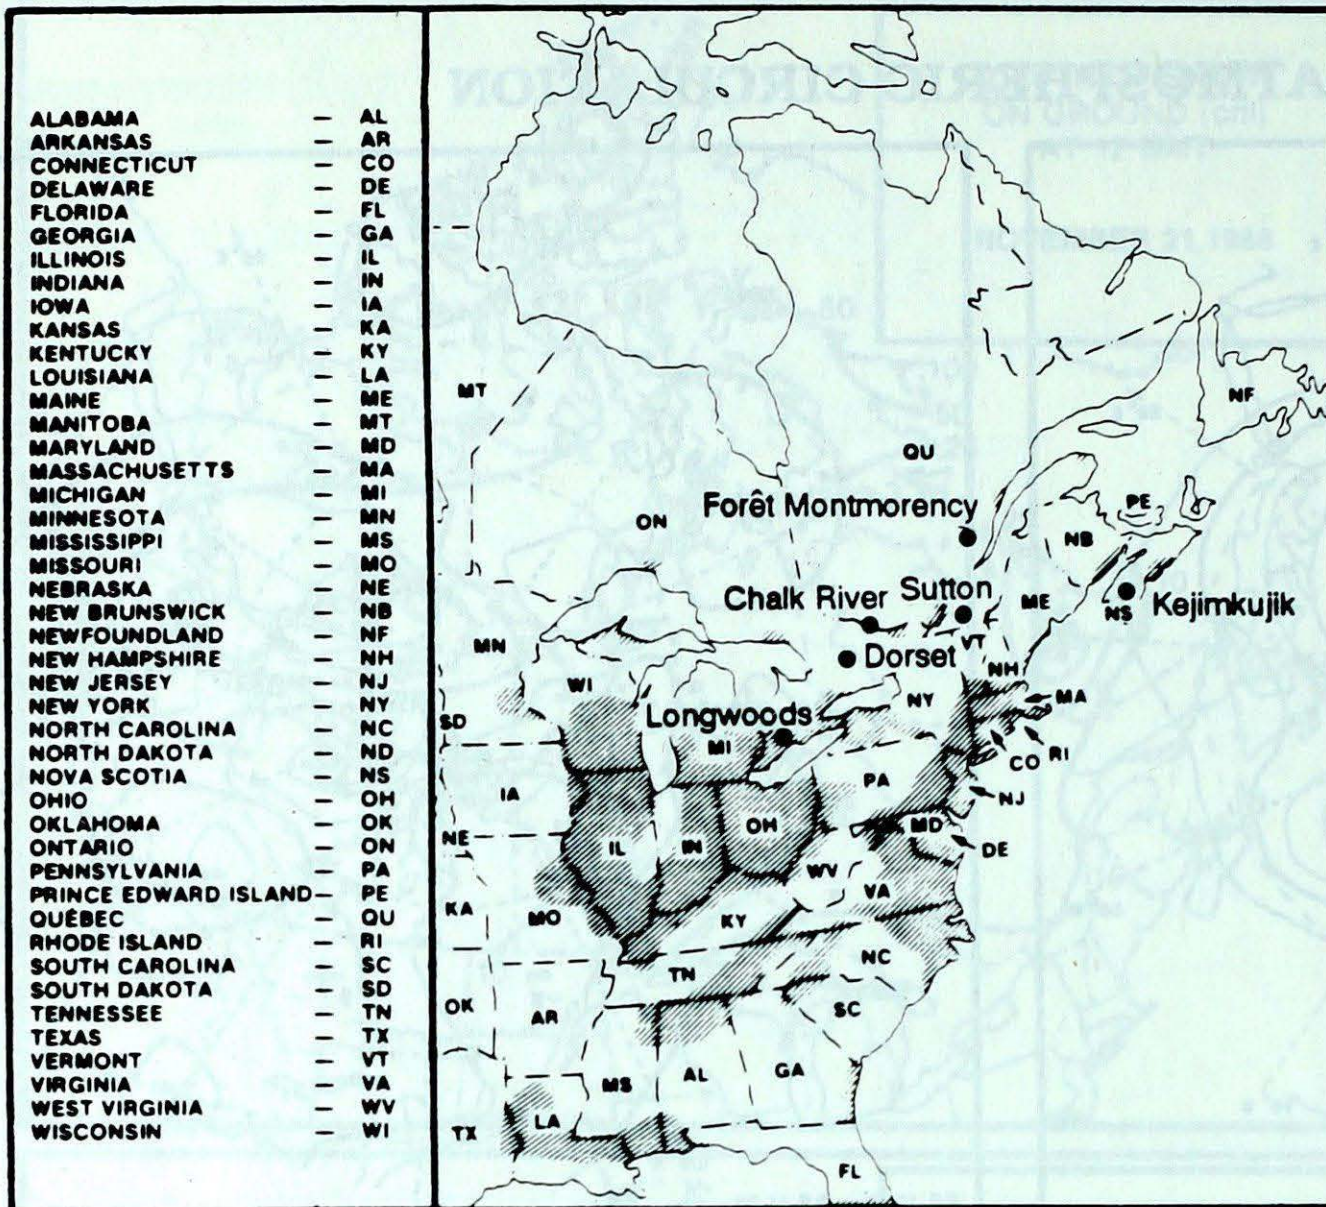 ALABAMA – AL
ARKANSAS – AR
CONNECTICUT – CO
DELAWARE – DE
FLORIDA – FL
GEORGIA – GA
ILLINOIS – IL
INDIANA – IN
IOWA – IA
KANSAS – KA
KENTUCKY – KY
LOUISIANA – LA
MAINE – ME
MANITOBA – MT
MARYLAND – MD
MASSACHUSETTS – MA
MICHIGAN – MI
MINNESOTA – MN
MISSISSIPPI – MS
MISSOURI – MO
NEBRASKA – NE
NEW BRUNSWICK – NB
NEWFOUNDLAND – NF
NEW HAMPSHIRE – NH
NEW JERSEY – NJ
NEW YORK – NY
NORTH CAROLINA – NC
NORTH DAKOTA – ND
NOVA SCOTIA – NS
OHIO – OH
OKLAHOMA – OK
ONTARIO – ON
PENNSYLVANIA – PA
PRINCE EDWARD ISLAND – PE
QUÉBEC – QU
RHODE ISLAND – RI
SOUTH CAROLINA – SC
SOUTH DAKOTA – SD
TENNESSEE – TN
TEXAS – TX
VERMONT – VT
VIRGINIA – VA
WEST VIRGINIA – WV
WISCONSIN – WI
MT
NF
QU
PE
Forêt Montmorency
ON
NB
Chalk River
Sutton
ME
NS
Kejimkujik
MN
VT
Dorset
NH
WI
NY
MA
SD
Longwoods
MI
CO
RI
IA
PA
NJ
NE
IL
IN
OH
MD
DE
WV
VA
KA
MO
KY
TN
NC
OK
AR
SC
MS
AL
GA
TX
LA
FL